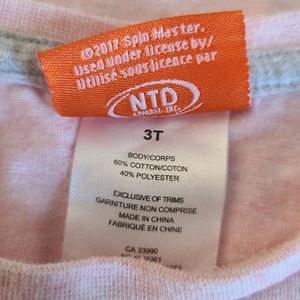 ©2017 Spin Master.
Used under license by/
Utilisé sous licence par
NTD
APPAREL INC.
3T
BODY/CORPS
60% COTTON/COTON
40% POLYESTER
EXCLUSIVE OF TRIMS
GARNITURE NON COMPRISE
MADE IN CHINA
FABRIQUÉ EN CHINE
CA 33990